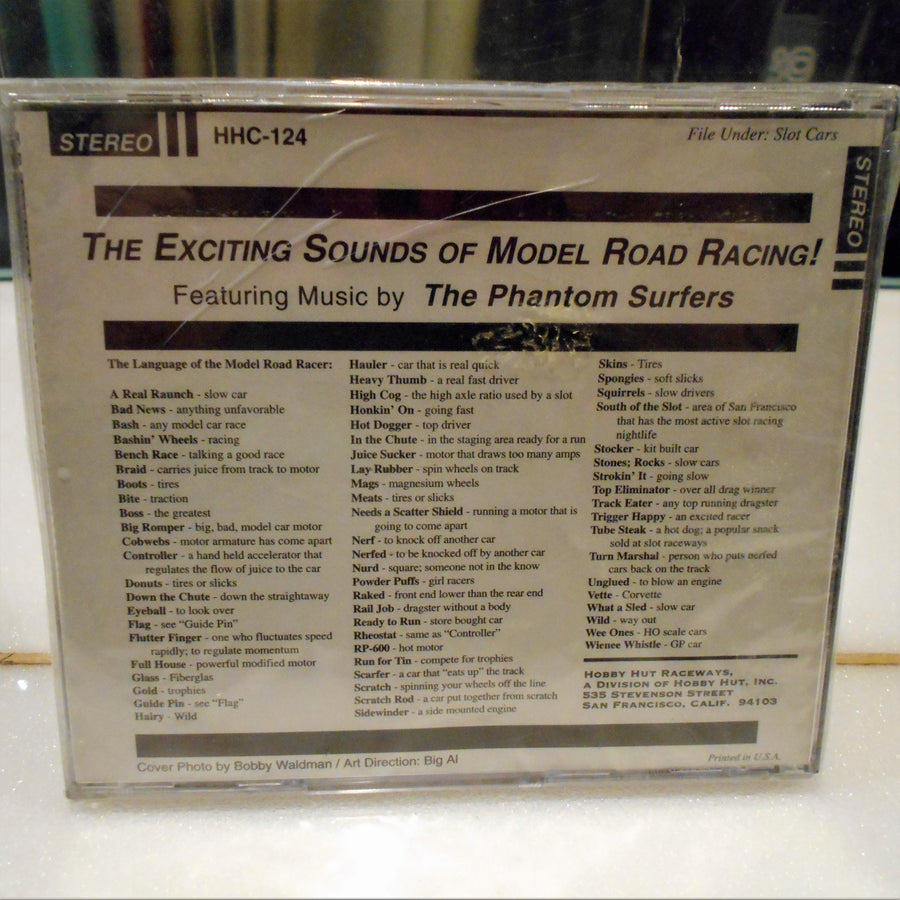 STEREO HHC-124 File Under: Slot Cars
STEREO
THE EXCITING SOUNDS OF MODEL ROAD RACING!
Featuring Music by The Phantom Surfers
The Language of the Model Road Racer:
A Real Raunch - slow car
Bad News - anything unfavorable
Bash - any model car race
Bashin' Wheels - racing
Bench Race - talking a good race
Braid - carries juice from track to motor
Boots - tires
Bite - traction
Boss - the greatest
Big Romper - big, bad, model car motor
Cobwebs - motor armature has come apart
Controller - a hand held accelerator that
regulates the flow of juice to the car
Donuts - tires or slicks
Down the Chute - down the straightaway
Eyeball - to look over
Flag - see "Guide Pin"
Flutter Finger - one who fluctuates speed
rapidly; to regulate momentum
Full House - powerful modified motor
Glass - Fiberglas
Gold - trophies
Guide Pin - see "Flag"
Hairy - Wild
Hauler - car that is real quick
Heavy Thumb - a real fast driver
High Cog - the high axle ratio used by a slot
Honkin' On - going fast
Hot Dogger - top driver
In the Chute - in the staging area ready for a run
Juice Sucker - motor that draws too many amps
Lay Rubber - spin wheels on track
Mags - magnesium wheels
Meats - tires or slicks
Needs a Scatter Shield - running a motor that is
going to come apart
Nerf - to knock off another car
Nerfed - to be knocked off by another car
Nurd - square; someone not in the know
Powder Puffs - girl racers
Raked - front end lower than the rear end
Rail Job - dragster without a body
Ready to Run - store bought car
Rheostat - same as "Controller"
RP-600 - hot motor
Run for Tin - compete for trophies
Scarfer - a car that "eats up" the track
Scratch - spinning your wheels off the line
Scratch Rod - a car put together from scratch
Sidewinder - a side mounted engine
Skins - Tires
Spongies - soft slicks
Squirrels - slow drivers
South of the Slot - area of San Francisco
that has the most active slot racing
nightlife
Stocker - kit built car
Stones; Rocks - slow cars
Strokin' It - going slow
Top Eliminator - over all drag winner
Track Eater - any top running dragster
Trigger Happy - an excited racer
Tube Steak - a hot dog; a popular snack
sold at slot raceways
Turn Marshal - person who puts nerfed
cars back on the track
Unglued - to blow an engine
Vette - Corvette
What a Sled - slow car
Wild - way out
Wee Ones - HO scale cars
Wienee Whistle - GP car
HOBBY HUT RACEWAYS,
A DIVISION OF HOBBY HUT, INC.
535 STEVENSON STREET
SAN FRANCISCO, CALIF. 94103
Cover Photo by Bobby Waldman / Art Direction: Big Al
Printed in U.S.A.